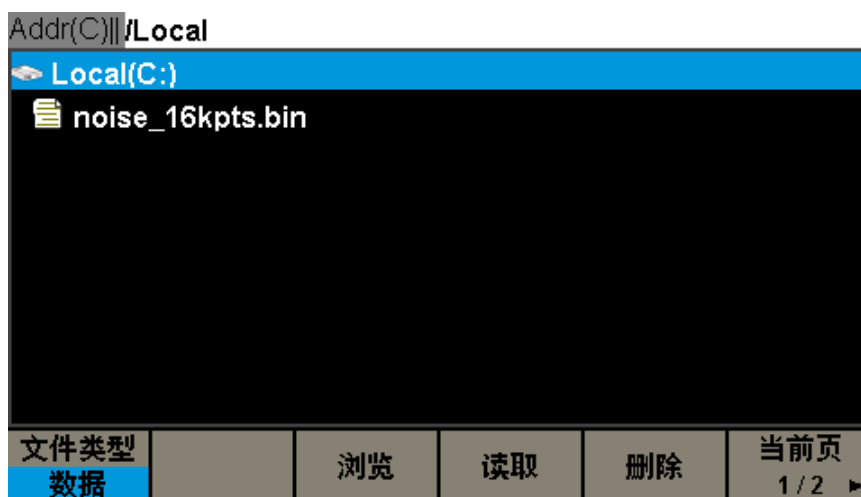 Addr(C)|| /Local
Local(C:)
noise_16kpts.bin
文件类型
数据
浏览
读取
删除
当前页
1/2